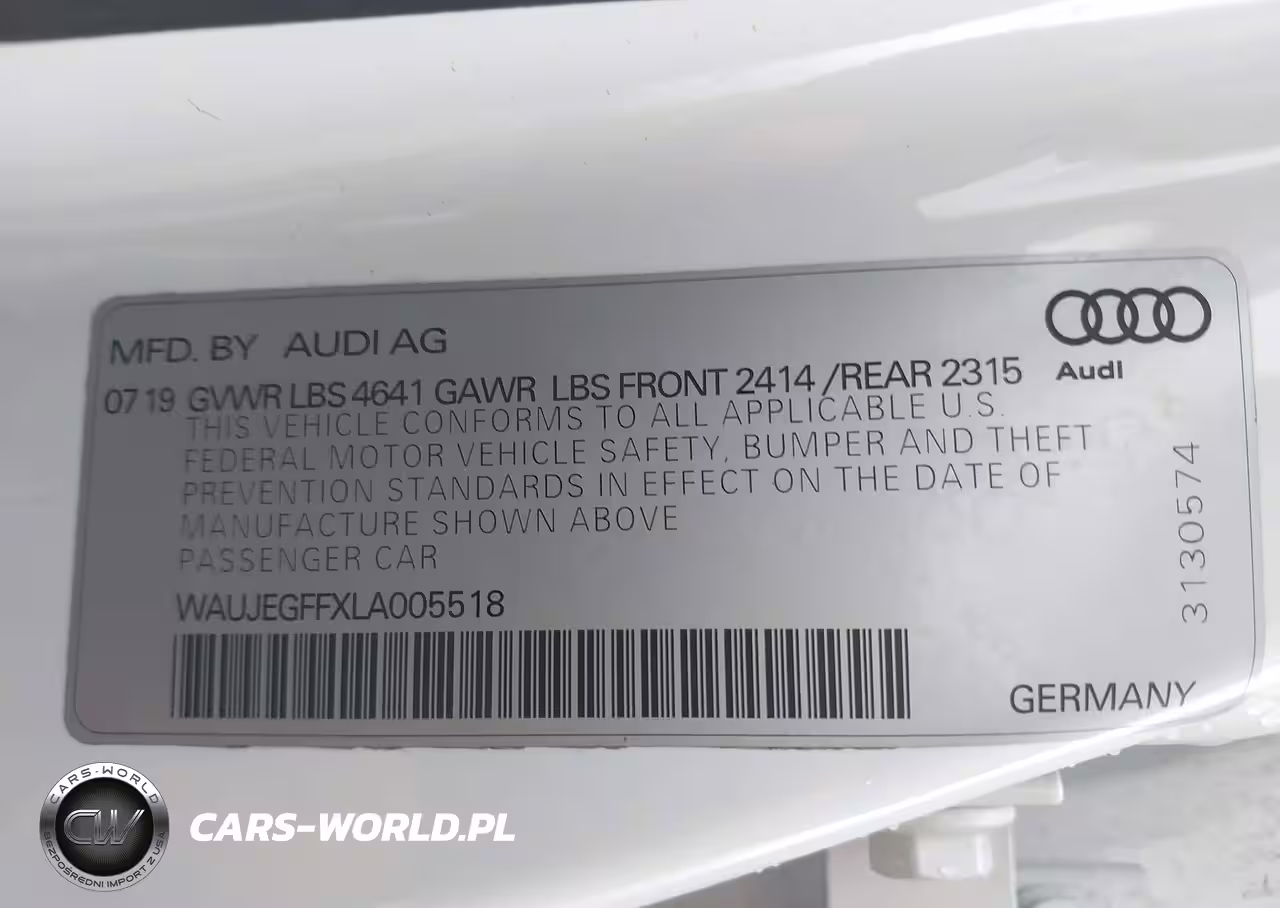 MFD. BY AUDI AG
Audi
07 19 GVWR LBS 4641 GAWR LBS FRONT 2414 /REAR 2315
THIS VEHICLE CONFORMS TO ALL APPLICABLE U.S.
FEDERAL MOTOR VEHICLE SAFETY, BUMPER AND THEFT
PREVENTION STANDARDS IN EFFECT ON THE DATE OF
MANUFACTURE SHOWN ABOVE
PASSENGER CAR
WAUJEGFFXLA005518
3130574
GERMANY
CARS-WORLD
CW
BEZPOŚREDNI IMPORT Z USA
CARS-WORLD.PL